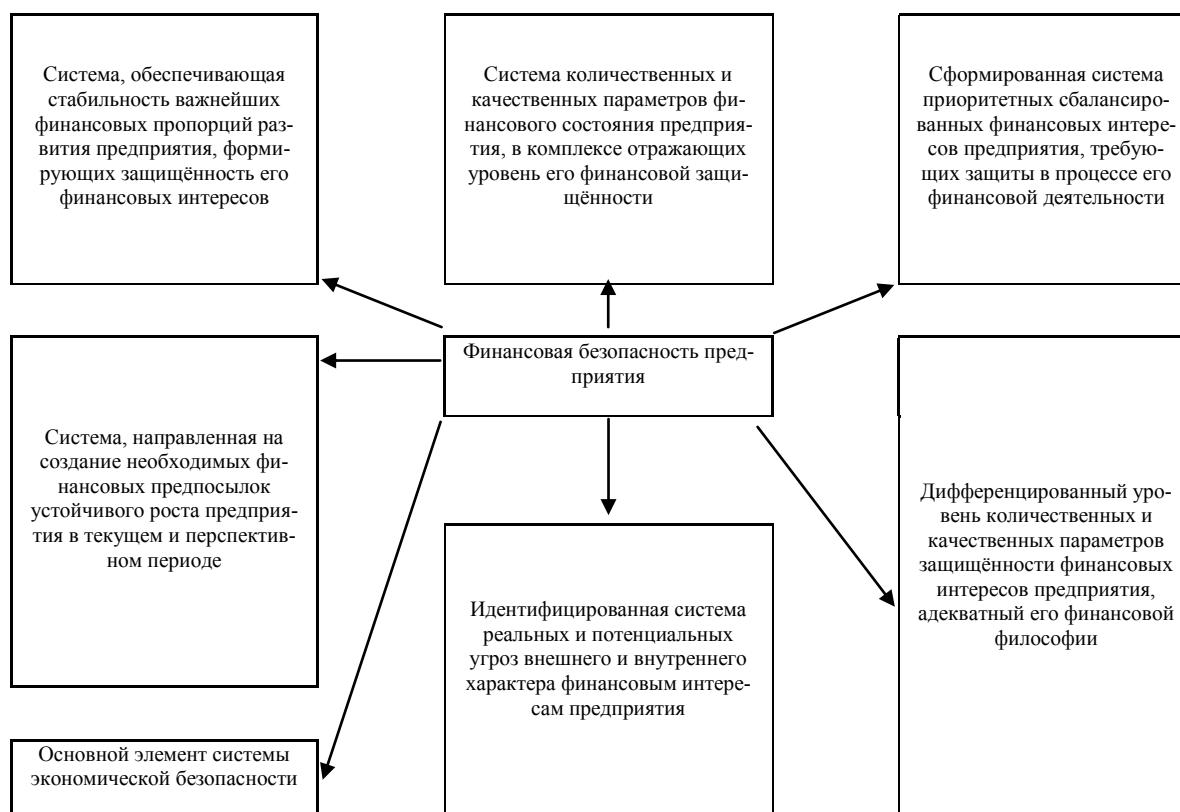 Система, обеспечивающая
стабильность важнейших
финансовых пропорций раз-
вития предприятия, форми-
рующих защищённость его
финансовых интересов
Система количественных и
качественных параметров фи-
нансового состояния предприя-
тия, в комплексе отражающих
уровень его финансовой защи-
щённости
Сформированная система
приоритетных сбалансиро-
ванных финансовых интере-
сов предприятия, требую-
щих защиты в процессе его
финансовой деятельности
Финансовая безопасность пред-
приятия
Система, направленная на
создание необходимых фи-
нансовых предпосылок
устойчивого роста предприя-
тия в текущем и перспектив-
ном периоде
Идентифицированная система
реальных и потенциальных
угроз внешнего и внутреннего
характера финансовым интере-
сам предприятия
Дифференцированный уро-
вень количественных и
качественных параметров
защищённости финансовых
интересов предприятия,
адекватный его финансовой
философии
Основной элемент системы
экономической безопасности